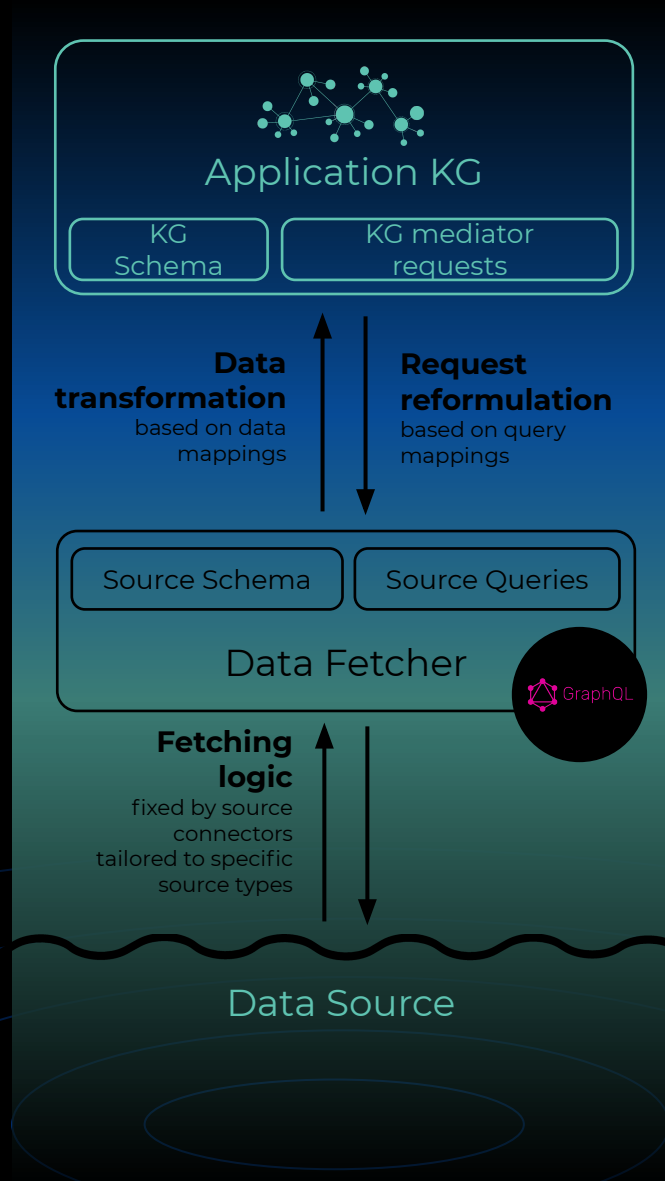 Application KG
KG
Schema
KG mediator
requests
Data
transformation
based on data
mappings
Request
reformulation
based on query
mappings
Source Schema
Source Queries
Data Fetcher
GraphQL
Fetching
logic
fixed by source
connectors
tailored to specific
source types
Data Source